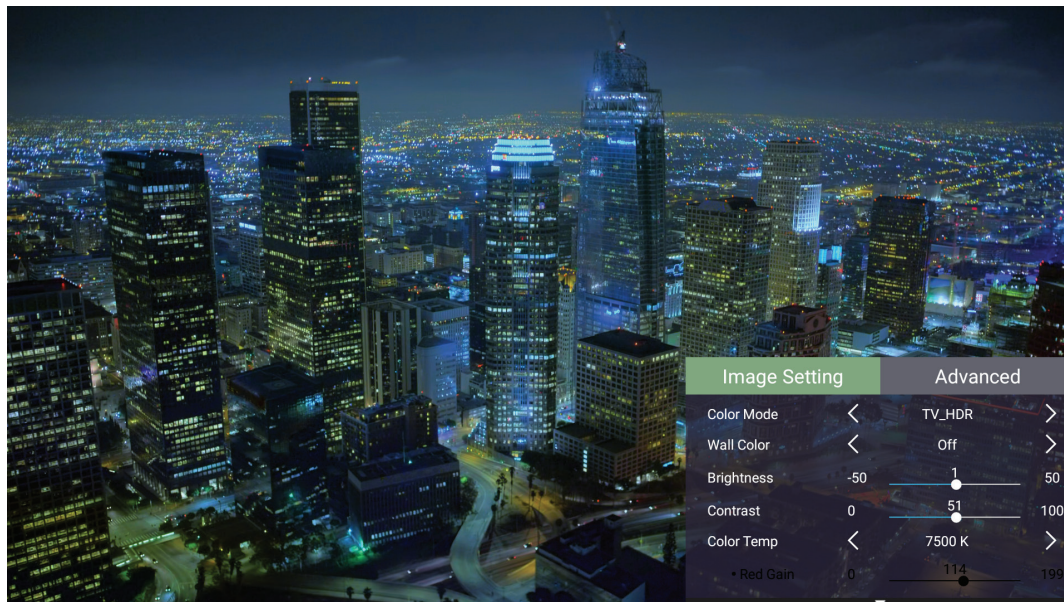 Image Setting Advanced
Color Mode TV_HDR
Wall Color Off
Brightness -50 1 50
Contrast 0 51 100
Color Temp 7500 K
• Red Gain 0 114 199